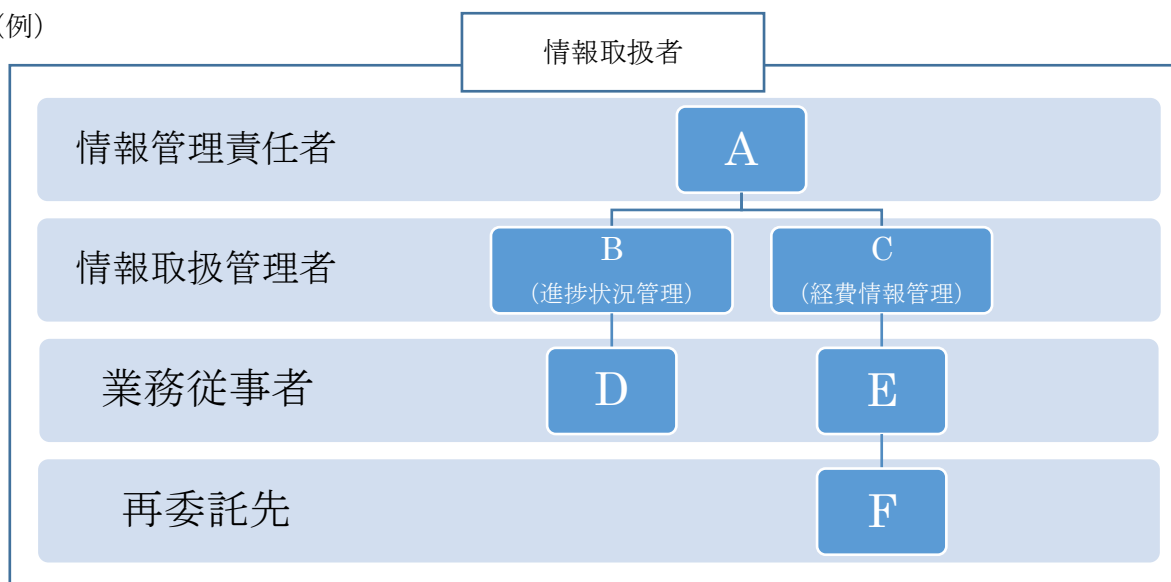 （例）
情報取扱者
情報管理責任者
A
情報取扱管理者
B
（進捗状況管理）
C
（経費情報管理）
業務従事者
D
E
再委託先
F